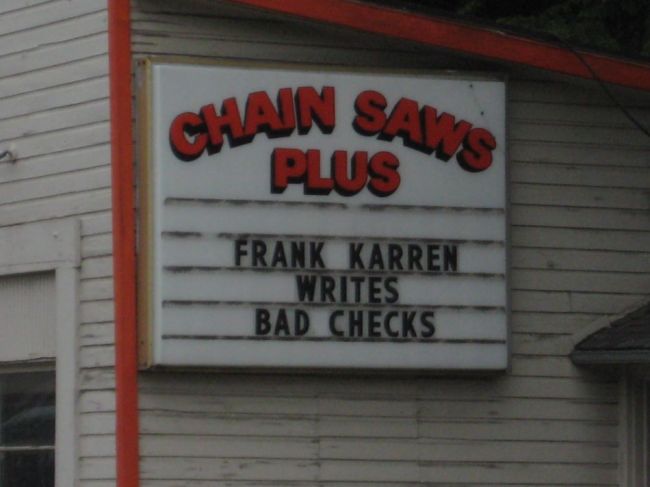 CHAIN SAWS
PLUS
FRANK KARREN
WRITES
BAD CHECKS